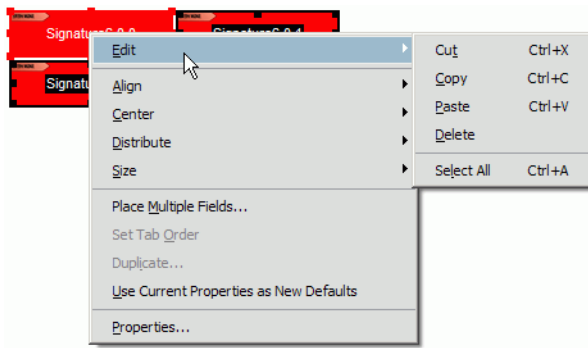 Signature6.0.0
Signature6.0.1
Signatu
Edit
Align
Center
Distribute
Size
Place Multiple Fields...
Set Tab Order
Duplicate...
Use Current Properties as New Defaults
Properties...
Cut Ctrl+X
Copy Ctrl+C
Paste Ctrl+V
Delete
Select All Ctrl+A